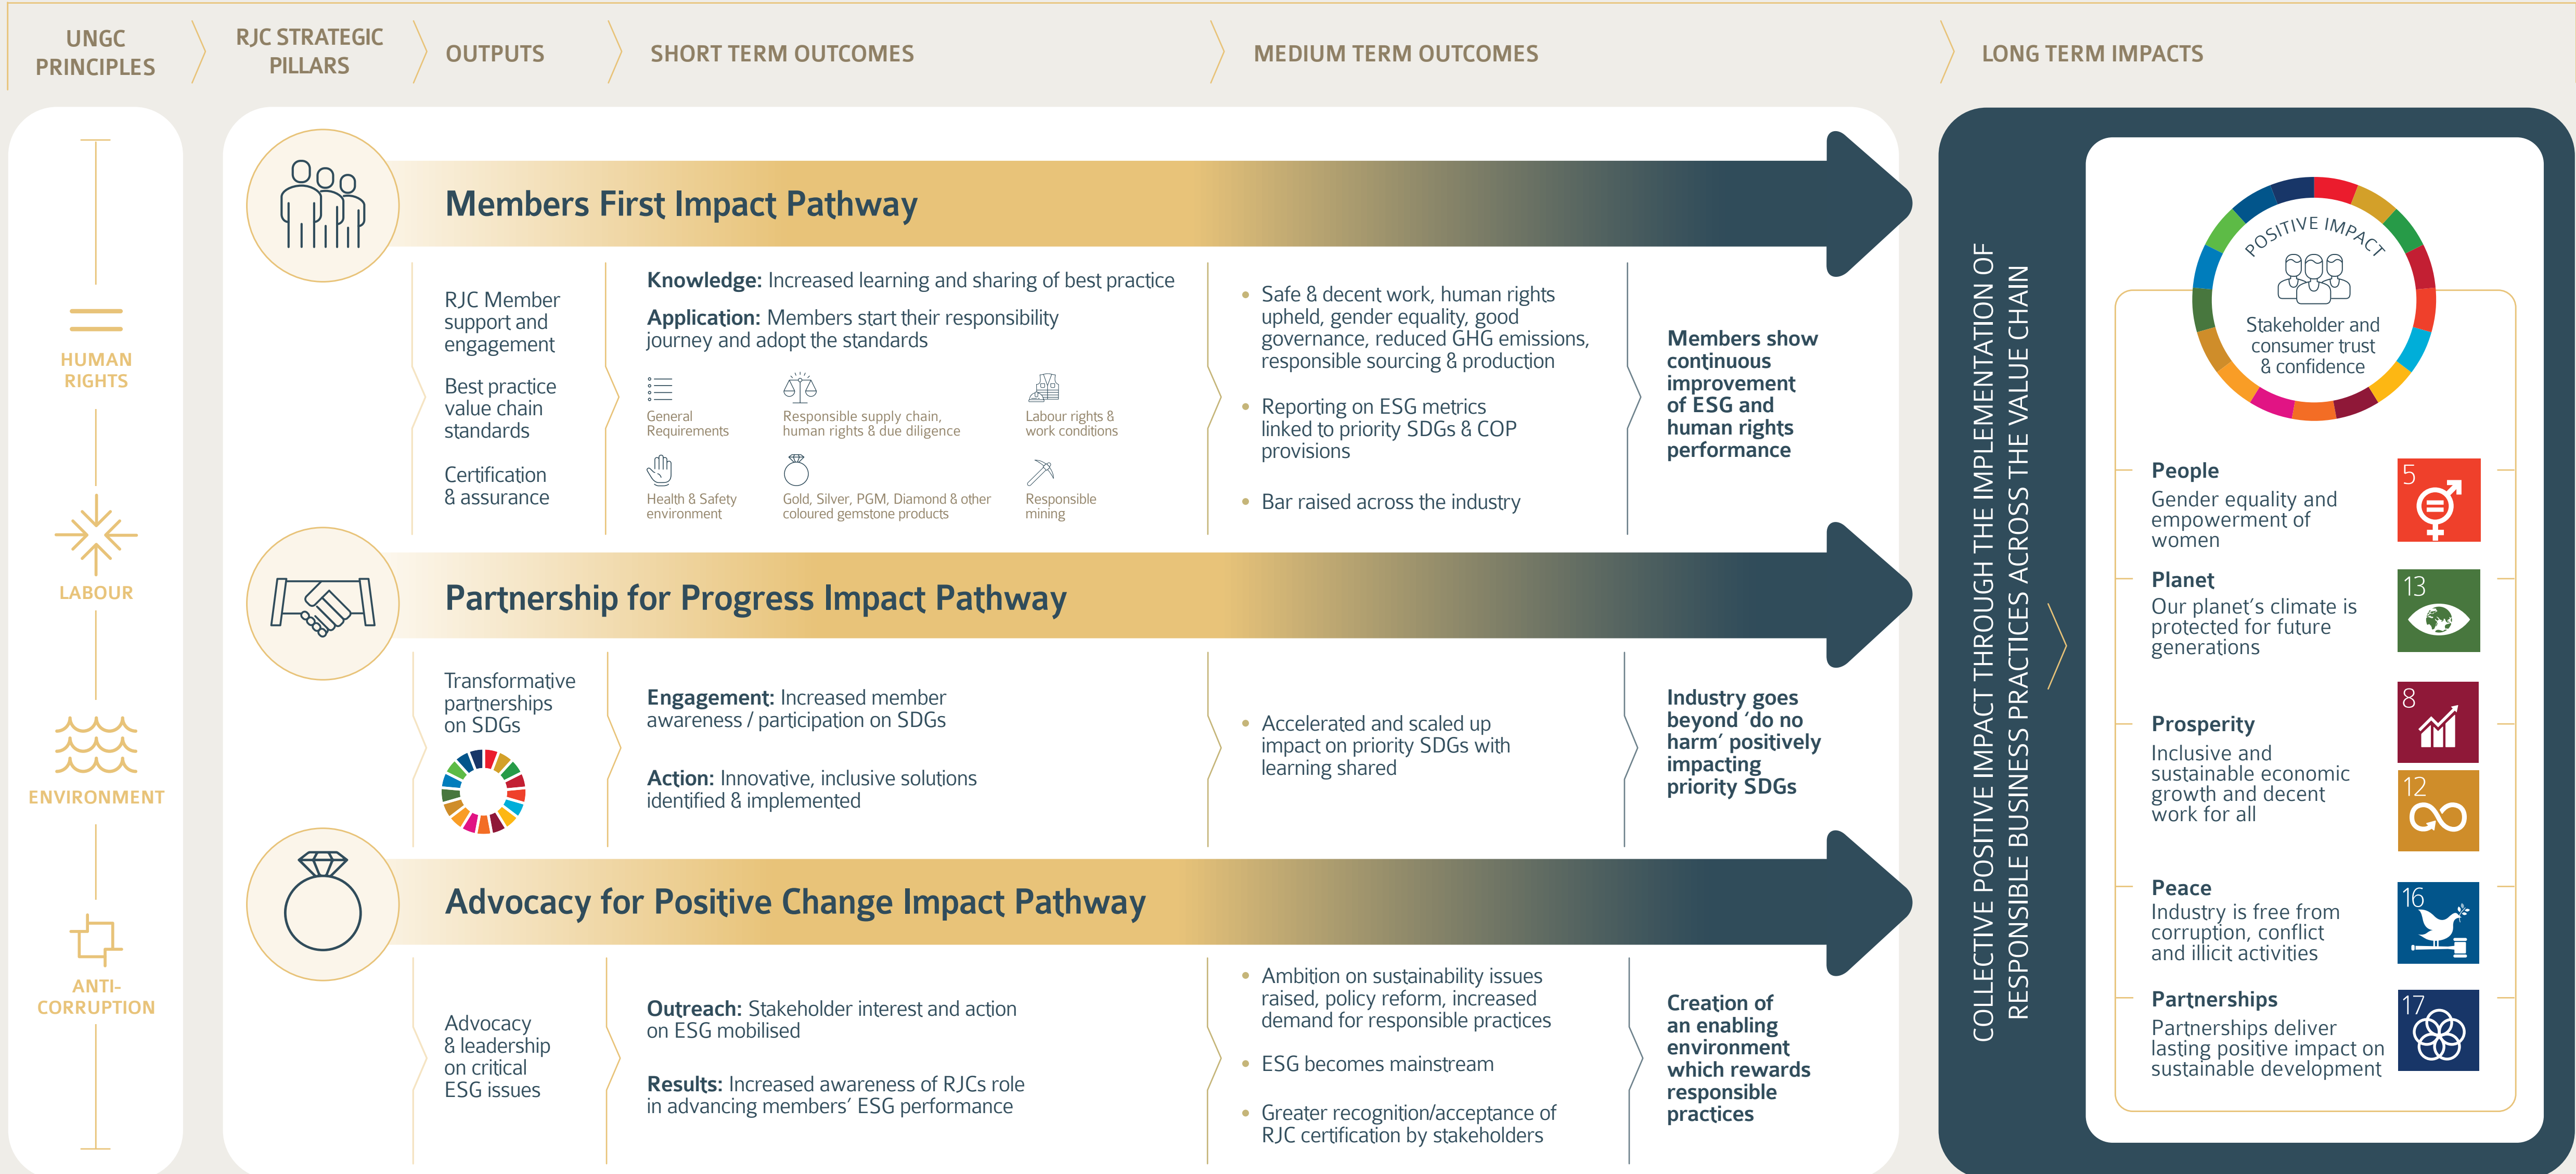 UNGC
PRINCIPLES
RJC STRATEGIC
PILLARS
OUTPUTS
SHORT TERM OUTCOMES
MEDIUM TERM OUTCOMES
LONG TERM IMPACTS
HUMAN
RIGHTS
LABOUR
ENVIRONMENT
ANTI-
CORRUPTION
Members First Impact Pathway
RJC Member
support and
engagement
Best practice
value chain
standards
Certification
& assurance
Knowledge: Increased learning and sharing of best practice
Application: Members start their responsibility
journey and adopt the standards
General
Requirements
Responsible supply chain,
human rights & due diligence
Labour rights &
work conditions
Health & Safety
environment
Gold, Silver, PGM, Diamond & other
coloured gemstone products
Responsible
mining
• Safe & decent work, human rights
upheld, gender equality, good
governance, reduced GHG emissions,
responsible sourcing & production
• Reporting on ESG metrics
linked to priority SDGs & COP
provisions
• Bar raised across the industry
Members show
continuous
improvement
of ESG and
human rights
performance
Partnership for Progress Impact Pathway
Transformative
partnerships
on SDGs
Engagement: Increased member
awareness / participation on SDGs
Action: Innovative, inclusive solutions
identified & implemented
• Accelerated and scaled up
impact on priority SDGs with
learning shared
Industry goes
beyond ‘do no
harm’ positively
impacting
priority SDGs
Advocacy for Positive Change Impact Pathway
Advocacy
& leadership
on critical
ESG issues
Outreach: Stakeholder interest and action
on ESG mobilised
Results: Increased awareness of RJCs role
in advancing members’ ESG performance
• Ambition on sustainability issues
raised, policy reform, increased
demand for responsible practices
• ESG becomes mainstream
• Greater recognition/acceptance of
RJC certification by stakeholders
Creation of
an enabling
environment
which rewards
responsible
practices
COLLECTIVE POSITIVE IMPACT THROUGH THE IMPLEMENTATION OF
RESPONSIBLE BUSINESS PRACTICES ACROSS THE VALUE CHAIN
POSITIVE IMPACT
Stakeholder and
consumer trust
& confidence
People
Gender equality and
empowerment of
women
5
Planet
Our planet’s climate is
protected for future
generations
13
Prosperity
Inclusive and
sustainable economic
growth and decent
work for all
8
12
Peace
Industry is free from
corruption, conflict
and illicit activities
16
Partnerships
Partnerships deliver
lasting positive impact on
sustainable development
17